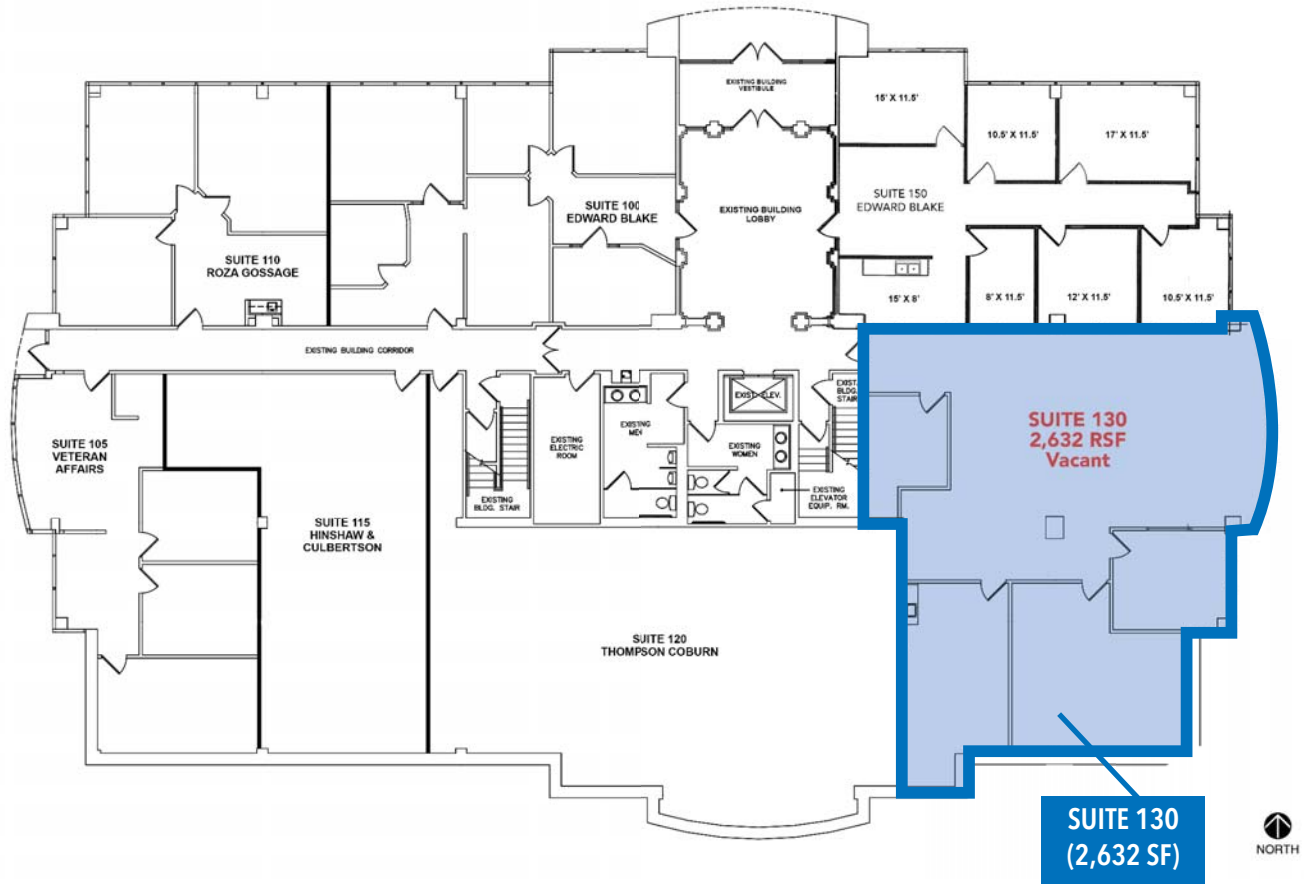 EXISTING BUILDING
VESTIBULE
15' X 11.5'
10.5' X 11.5'
17' X 11.5'
SUITE 150
EDWARD BLAKE
SUITE 100
EDWARD BLAKE
EXISTING BUILDING
LOBBY
SUITE 110
ROZA GOSSAGE
15' X 8'
8' X 11.5'
12' X 11.5'
10.5' X 11.5'
EXISTING BUILDING CORRIDOR
EXIST. ELEV.
EXIST.
BLDG.
STAIR
EXISTING
MEN
EXISTING
WOMEN
EXISTING
ELECTRIC
ROOM
EXISTING
BLDG. STAIR
EXISTING
ELEVATOR
EQUIP. RM.
SUITE 130
2,632 RSF
Vacant
SUITE 105
VETERAN
AFFAIRS
SUITE 115
HINSHAW &
CULBERTSON
SUITE 120
THOMPSON COBURN
SUITE 130
(2,632 SF)
NORTH